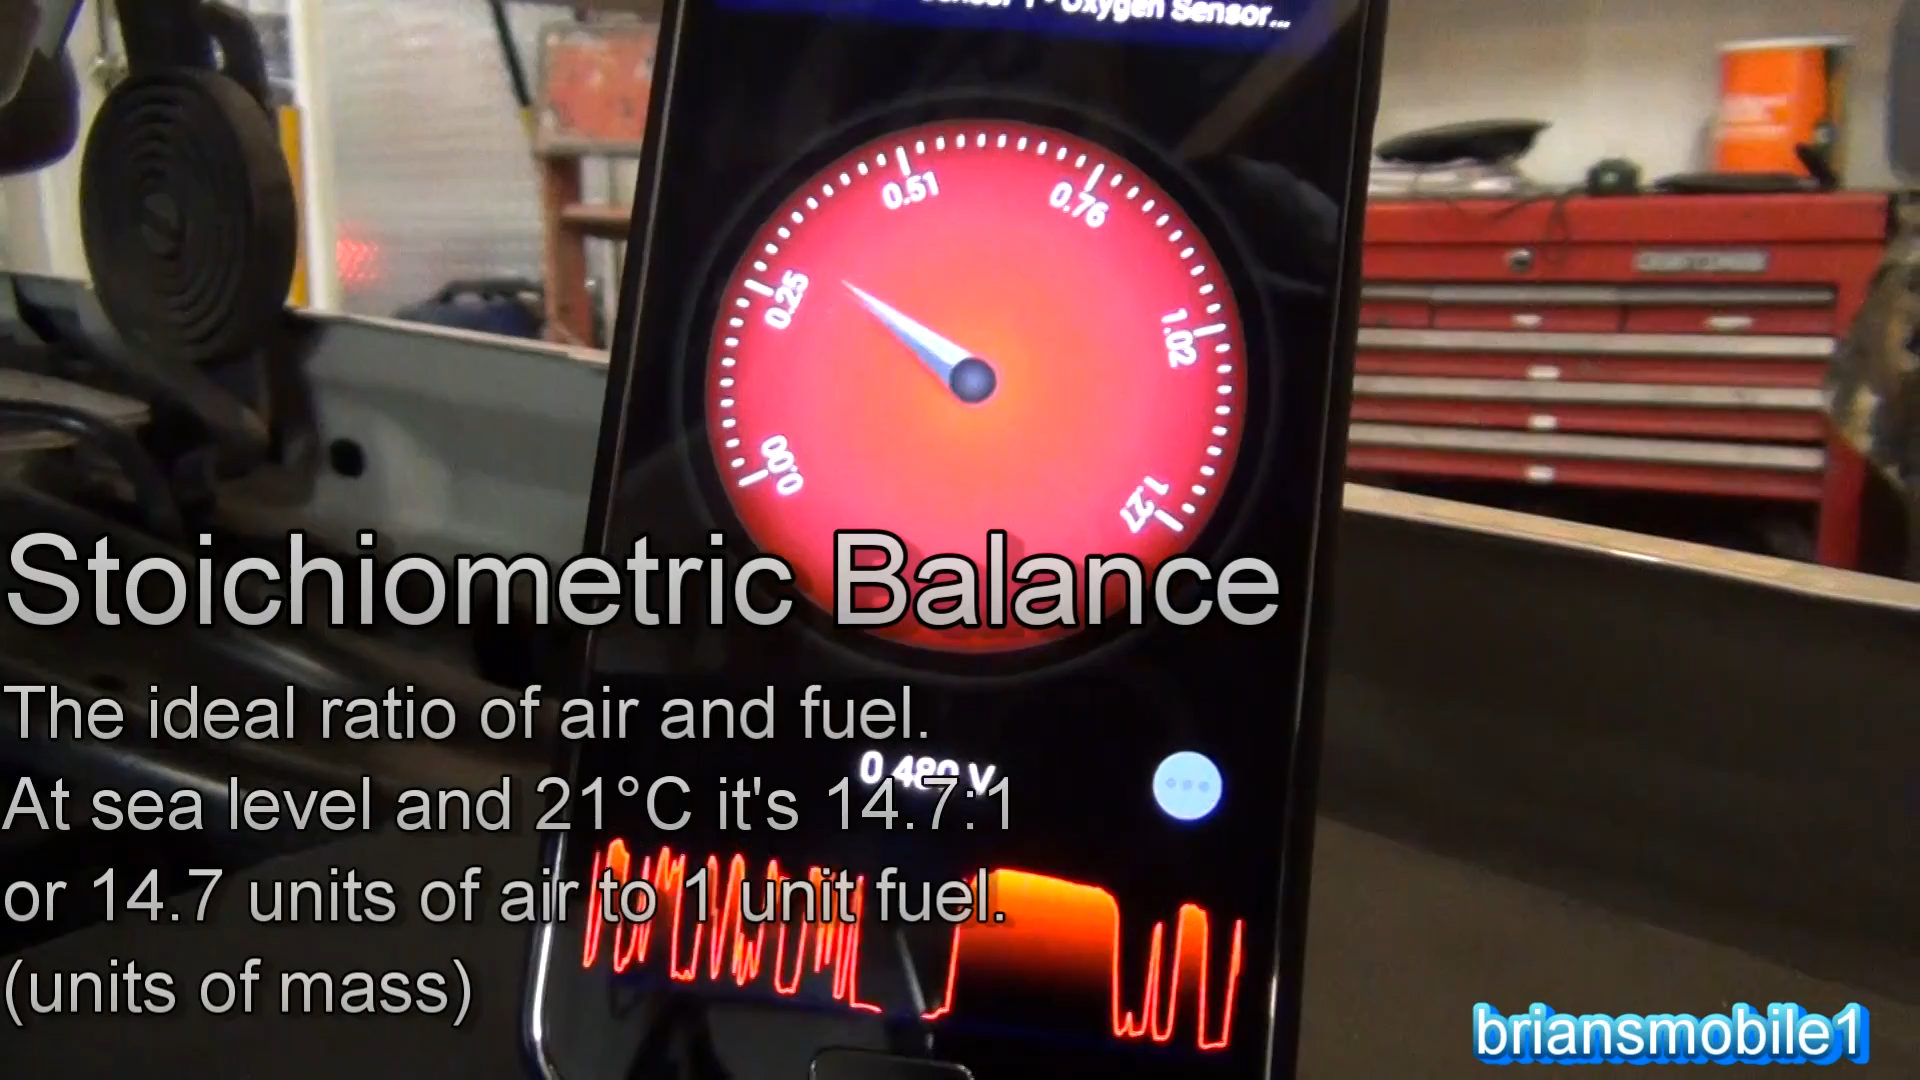 Oxygen Sensor...
0.51
0.76
0.25
1.02
0.00
1.27
Stoichiometric Balance
The ideal ratio of air and fuel.
0.480 V
At sea level and 21°C it's 14.7:1
or 14.7 units of air to 1 unit fuel.
(units of mass)
briansmobile1